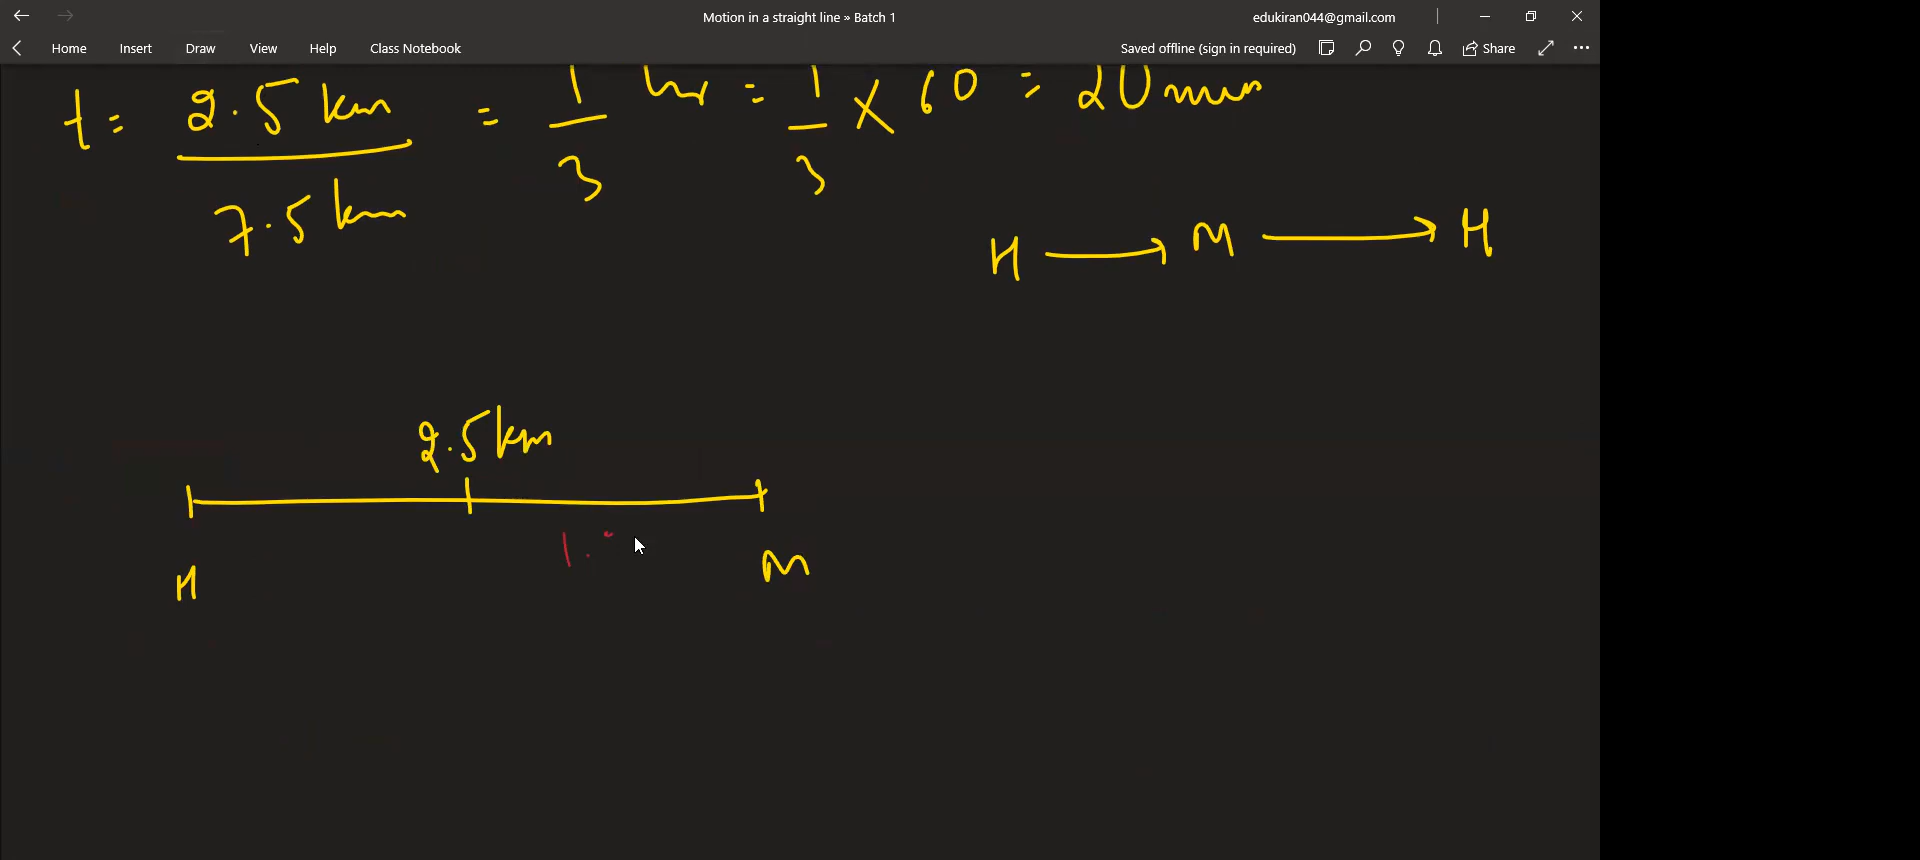 Motion in a straight line » Batch 1
edukiran044@gmail.com
Home Insert Draw View Help Class Notebook
Saved offline (sign in required) Share
t = 2.5 km / 7.5 km = 1/3 hr = 1/3 × 60 = 20 min
H → M → H
2.5 km
1.
H M